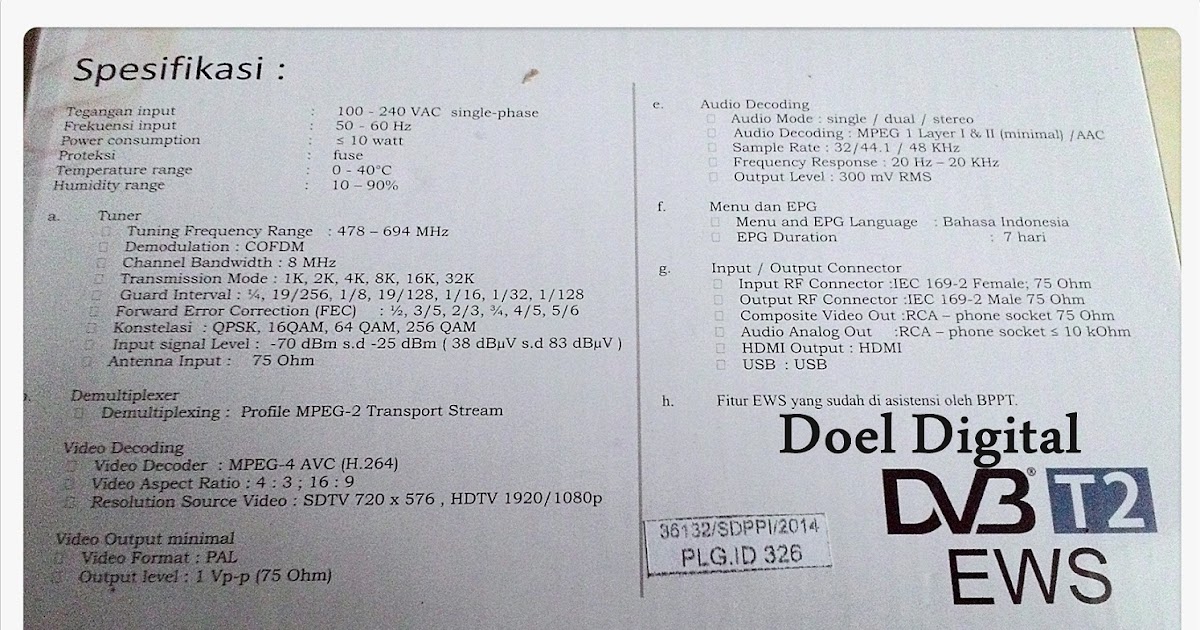 Spesifikasi :
Tegangan input : 100 - 240 VAC single-phase
Frekuensi input : 50 - 60 Hz
Power consumption : ≤ 10 watt
Proteksi : fuse
Temperature range : 0 - 40°C
Humidity range : 10 – 90%
a. Tuner
Tuning Frequency Range : 478 – 694 MHz
Demodulation : COFDM
Channel Bandwidth : 8 MHz
Transmission Mode : 1K, 2K, 4K, 8K, 16K, 32K
Guard Interval : ¼, 19/256, 1/8, 19/128, 1/16, 1/32, 1/128
Forward Error Correction (FEC) : ½, 3/5, 2/3, ¾, 4/5, 5/6
Konstelasi : QPSK, 16QAM, 64 QAM, 256 QAM
Input signal Level : -70 dBm s.d -25 dBm ( 38 dBµV s.d 83 dBµV )
Antenna Input : 75 Ohm
Demultiplexer
Demultiplexing : Profile MPEG-2 Transport Stream
Video Decoding
Video Decoder : MPEG-4 AVC (H.264)
Video Aspect Ratio : 4 : 3 ; 16 : 9
Resolution Source Video : SDTV 720 x 576 , HDTV 1920/1080p
Video Output minimal
Video Format : PAL
Output level : 1 Vp-p (75 Ohm)
e. Audio Decoding
Audio Mode : single / dual / stereo
Audio Decoding : MPEG 1 Layer I & II (minimal) /AAC
Sample Rate : 32/44.1 / 48 KHz
Frequency Response : 20 Hz – 20 KHz
Output Level : 300 mV RMS
f. Menu dan EPG
Menu and EPG Language : Bahasa Indonesia
EPG Duration : 7 hari
g. Input / Output Connector
Input RF Connector :IEC 169-2 Female, 75 Ohm
Output RF Connector :IEC 169-2 Male 75 Ohm
Composite Video Out :RCA – phone socket 75 Ohm
Audio Analog Out :RCA – phone socket ≤ 10 kOhm
HDMI Output : HDMI
USB : USB
h. Fitur EWS yang sudah di asistensi oleh BPPT.
Doel Digital
DVB® T2
EWS
36132/SDPPI/2014
PLG.ID 326